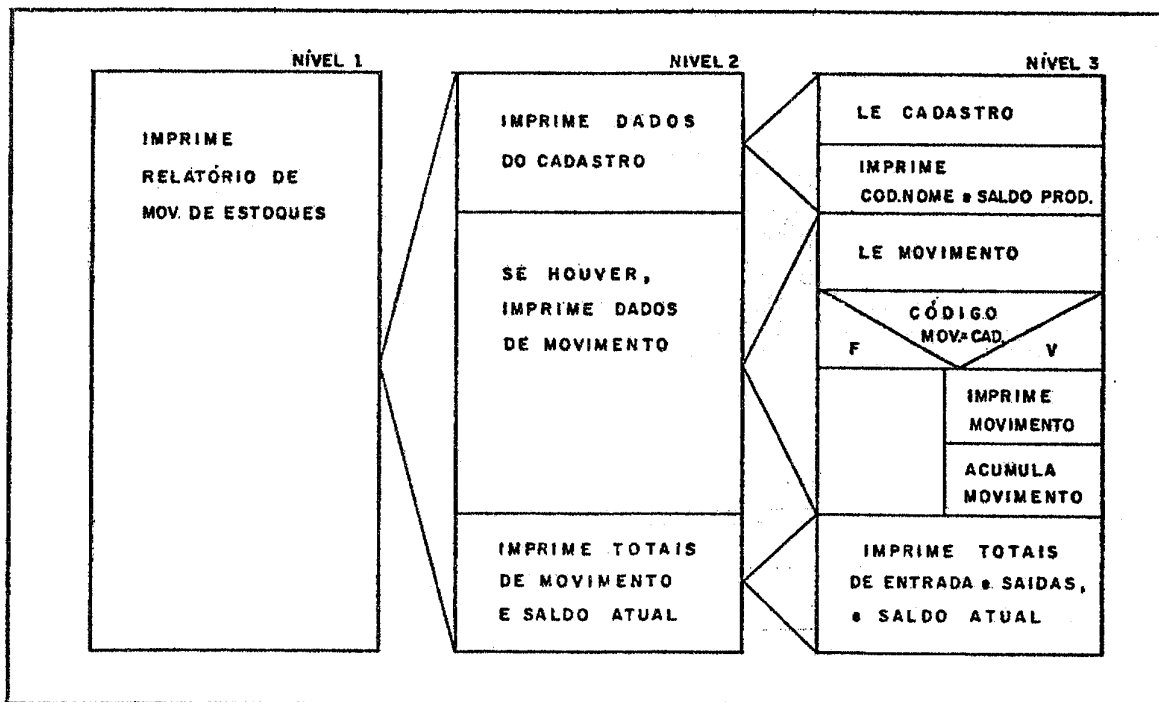 NÍVEL 1
IMPRIME
RELATÓRIO DE
MOV. DE ESTOQUES
NIVEL 2
IMPRIME DADOS
DO CADASTRO
SE HOUVER,
IMPRIME DADOS
DE MOVIMENTO
IMPRIME TOTAIS
DE MOVIMENTO
E SALDO ATUAL
NÍVEL 3
LE CADASTRO
IMPRIME
COD.NOME e SALDO PROD.
LE MOVIMENTO
CÓDIGO
MOV.=CAD.
F V
IMPRIME
MOVIMENTO
ACUMULA
MOVIMENTO
IMPRIME TOTAIS
DE ENTRADA e SAIDAS,
e SALDO ATUAL